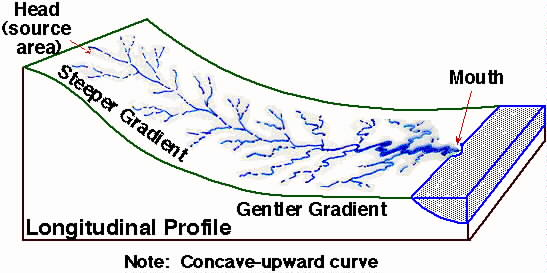 Head
(source
area)
Steeper Gradient
Mouth
Gentler Gradient
Longitudinal Profile
Note: Concave-upward curve